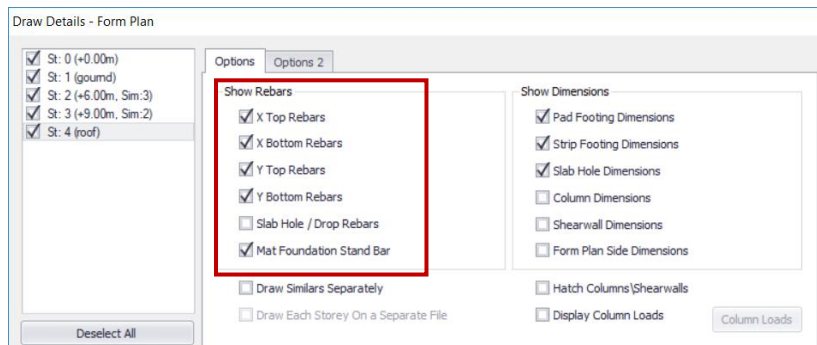 Draw Details - Form Plan
St: 0 (+0.00m)
St: 1 (gournd)
St: 2 (+6.00m, Sim:3)
St: 3 (+9.00m, Sim:2)
St: 4 (roof)
Deselect All
Options
Options 2
Show Rebars
X Top Rebars
X Bottom Rebars
Y Top Rebars
Y Bottom Rebars
Slab Hole / Drop Rebars
Mat Foundation Stand Bar
Show Dimensions
Pad Footing Dimensions
Strip Footing Dimensions
Slab Hole Dimensions
Column Dimensions
Shearwall Dimensions
Form Plan Side Dimensions
Draw Similars Separately
Draw Each Storey On a Separate File
Hatch Columns\Shearwalls
Display Column Loads
Column Loads